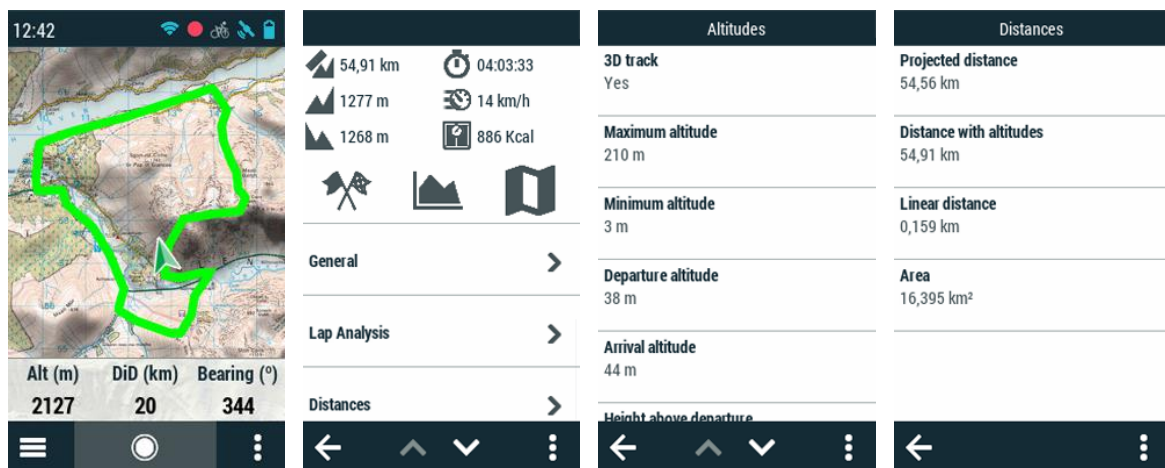 12:42
Alt (m) DiD (km) Bearing (º)
2127 20 344
54,91 km 04:03:33
1277 m 14 km/h
1268 m 886 Kcal
General
Lap Analysis
Distances
Altitudes
3D track
Yes
Maximum altitude
210 m
Minimum altitude
3 m
Departure altitude
38 m
Arrival altitude
44 m
Height above departure
Distances
Projected distance
54,56 km
Distance with altitudes
54,91 km
Linear distance
0,159 km
Area
16,395 km²